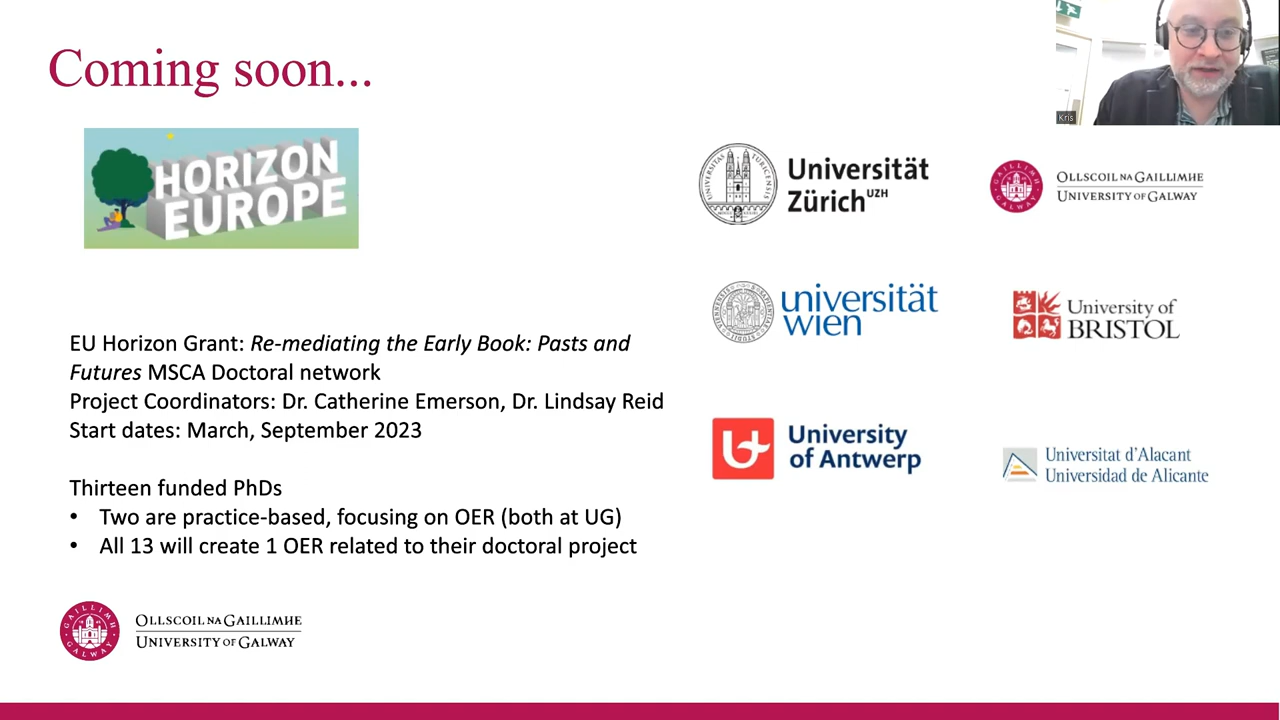 Coming soon...
Kris
HORIZON
EUROPE
Universität
Zürich UZH
OLLSCOIL NA GAILLIMHE
UNIVERSITY OF GALWAY
universität
wien
University of
BRISTOL
EU Horizon Grant: Re-mediating the Early Book: Pasts and
Futures MSCA Doctoral network
Project Coordinators: Dr. Catherine Emerson, Dr. Lindsay Reid
Start dates: March, September 2023
University
of Antwerp
Universitat d'Alacant
Universidad de Alicante
Thirteen funded PhDs
• Two are practice-based, focusing on OER (both at UG)
• All 13 will create 1 OER related to their doctoral project
GAILLIMH
GALWAY
OLLSCOIL NA GAILLIMHE
UNIVERSITY OF GALWAY